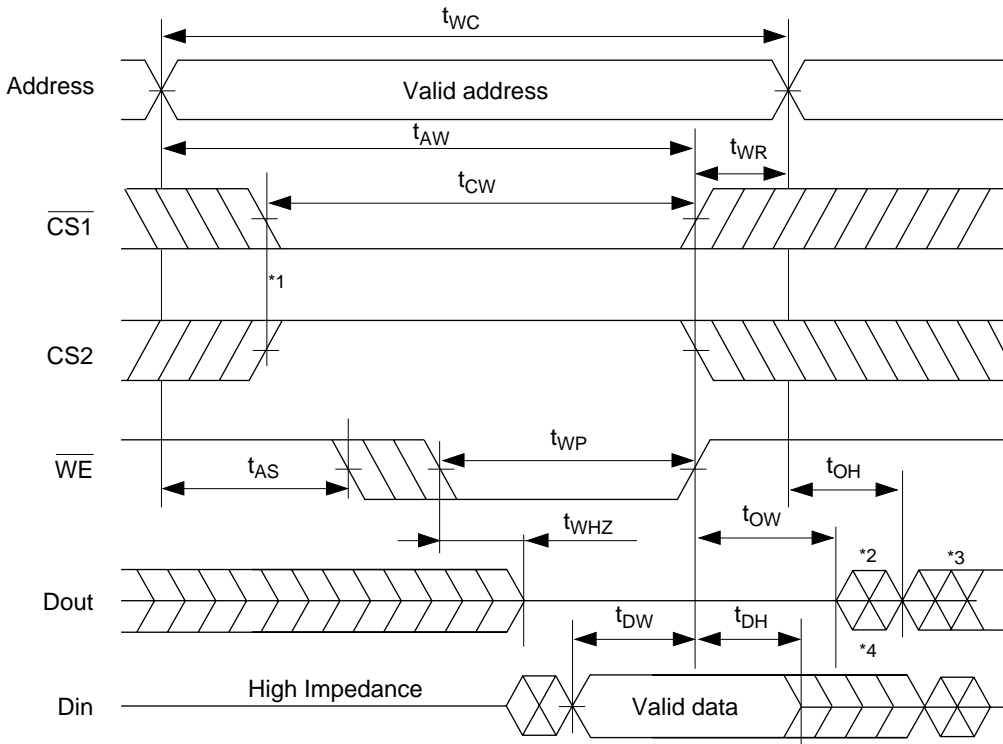 tWC
Address
Valid address
tAW
tWR
tCW
CS1
*1
CS2
tWP
WE
tAS
tOH
tWHZ
tOW
*2
*3
Dout
tDW
tDH
*4
High Impedance
Din
Valid data